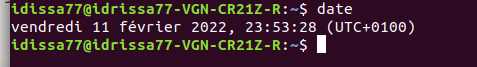 idissa77@idrissa77-VGN-CR21Z-R:~$ date
vendredi 11 février 2022, 23:53:28 (UTC+0100)
idissa77@idrissa77-VGN-CR21Z-R:~$